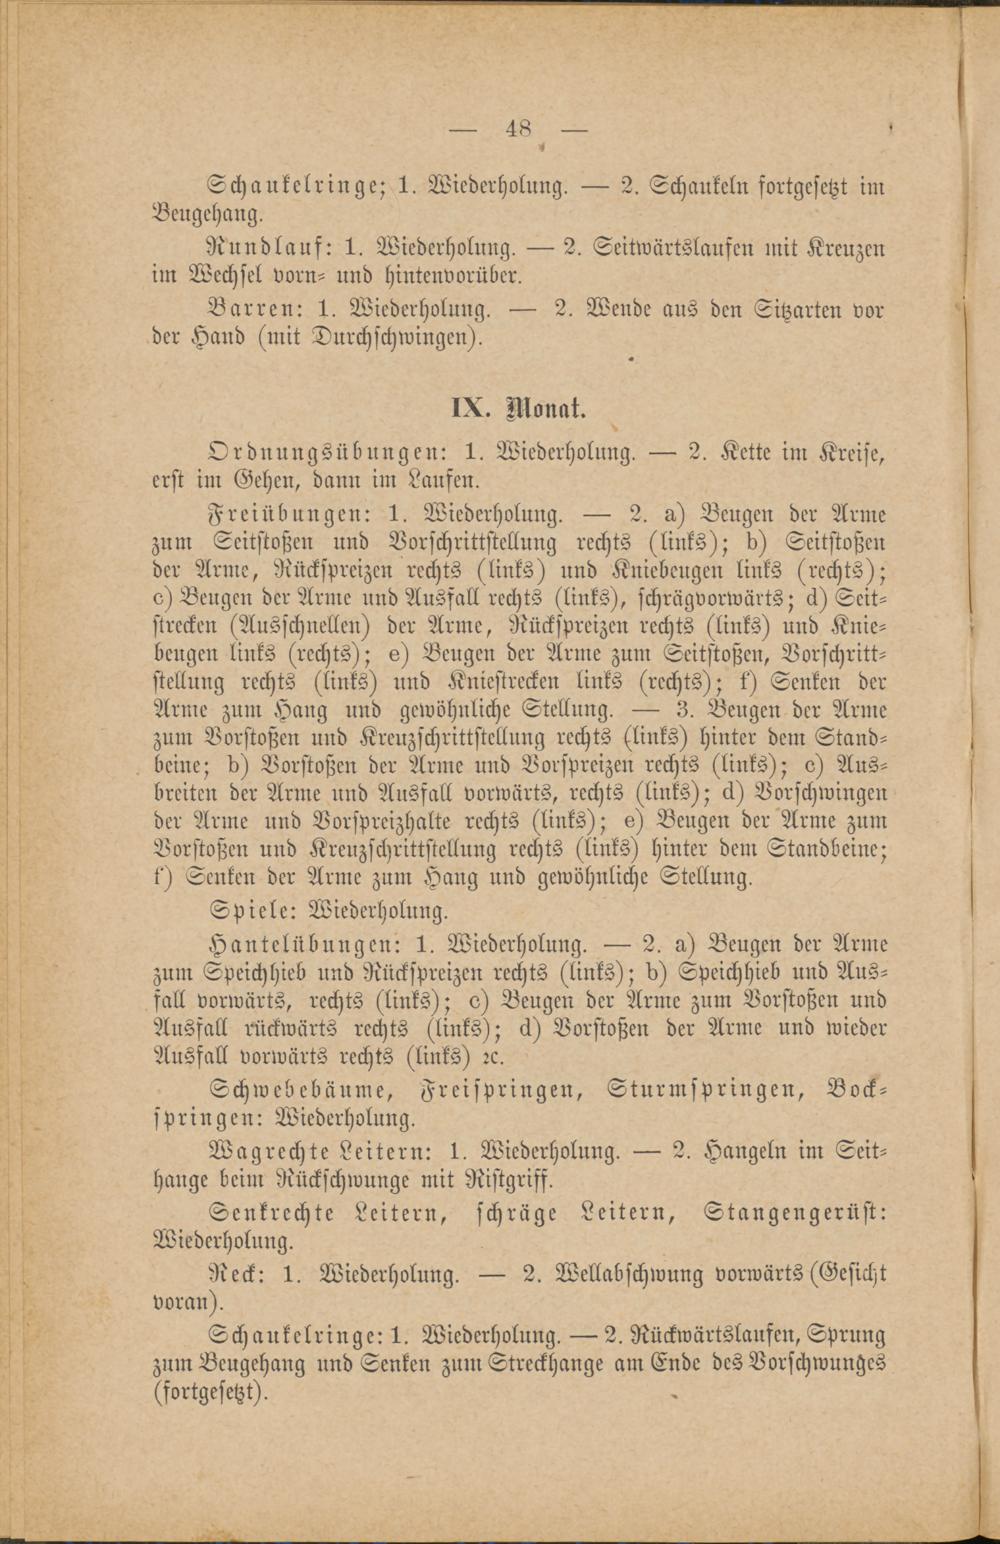 — 48 —
Schaukelringe; 1. Wiederholung. — 2. Schaukeln fortgesetzt im
Beugehang.
Rundlauf: 1. Wiederholung. — 2. Seitwärtslaufen mit Kreuzen
im Wechsel vorn- und hintenvorüber.
Barren: 1. Wiederholung. — 2. Wende aus den Sitzarten vor
der Hand (mit Durchschwingen).
IX. Monat.
Ordnungsübungen: 1. Wiederholung. — 2. Kette im Kreise,
erst im Gehen, dann im Laufen.
Freiübungen: 1. Wiederholung. — 2. a) Beugen der Arme
zum Seitstoßen und Vorschrittstellung rechts (links); b) Seitstoßen
der Arme, Rückspreizen rechts (links) und Kniebeugen links (rechts);
c) Beugen der Arme und Ausfall rechts (links), schrägvorwärts; d) Seit-
strecken (Ausschnellen) der Arme, Rückspreizen rechts (links) und Knie-
beugen links (rechts); e) Beugen der Arme zum Seitstoßen, Vorschritt-
stellung rechts (links) und Kniestrecken links (rechts); f) Senken der
Arme zum Hang und gewöhnliche Stellung. — 3. Beugen der Arme
zum Vorstoßen und Kreuzschrittstellung rechts (links) hinter dem Stand-
beine; b) Vorstoßen der Arme und Vorspreizen rechts (links); c) Aus-
breiten der Arme und Ausfall vorwärts, rechts (links); d) Vorschwingen
der Arme und Vorspreizhalte rechts (links); e) Beugen der Arme zum
Vorstoßen und Kreuzschrittstellung rechts (links) hinter dem Standbeine;
f) Senken der Arme zum Hang und gewöhnliche Stellung.
Spiele: Wiederholung.
Hantelübungen: 1. Wiederholung. — 2. a) Beugen der Arme
zum Speichhieb und Rückspreizen rechts (links); b) Speichhieb und Aus-
fall vorwärts, rechts (links); c) Beugen der Arme zum Vorstoßen und
Ausfall rückwärts rechts (links); d) Vorstoßen der Arme und wieder
Ausfall vorwärts rechts (links) ꝛc.
Schwebebäume, Freispringen, Sturmspringen, Bock-
springen: Wiederholung.
Wagrechte Leitern: 1. Wiederholung. — 2. Hangeln im Seit-
hange beim Rückschwunge mit Ristgriff.
Senkrechte Leitern, schräge Leitern, Stangengerüst:
Wiederholung.
Reck: 1. Wiederholung. — 2. Wellabschwung vorwärts (Gesicht
voran).
Schaukelringe: 1. Wiederholung. — 2. Rückwärtslaufen, Sprung
zum Beugehang und Senken zum Streckhange am Ende des Vorschwunges
(fortgesetzt).